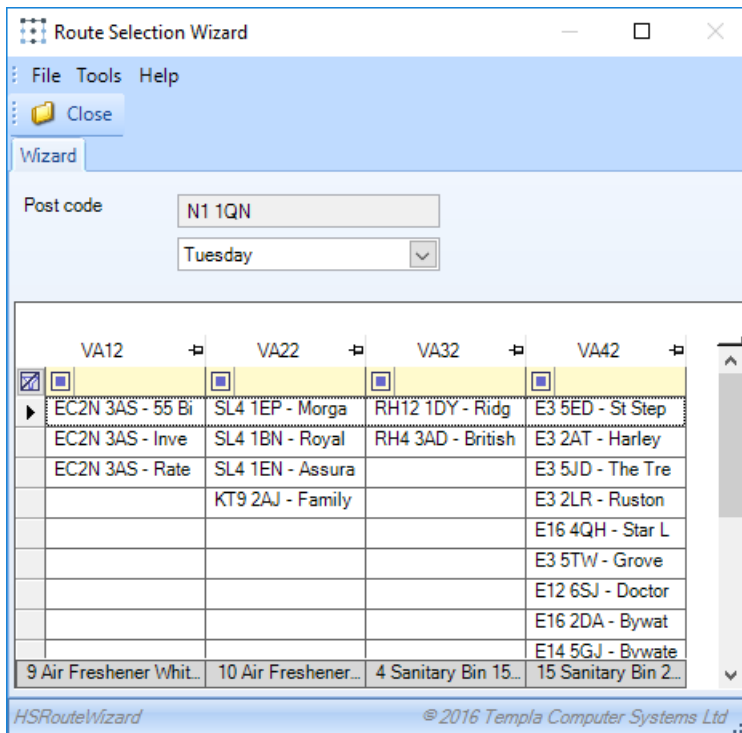 Route Selection Wizard
File Tools Help
Close
Wizard
Post code N1 1QN
Tuesday
VA12 VA22 VA32 VA42
EC2N 3AS - 55 Bi SL4 1EP - Morga RH12 1DY - Ridg E3 5ED - St Step
EC2N 3AS - Inve SL4 1BN - Royal RH4 3AD - British E3 2AT - Harley
EC2N 3AS - Rate SL4 1EN - Assura E3 5JD - The Tre
KT9 2AJ - Family E3 2LR - Ruston
E16 4QH - Star L
E3 5TW - Grove
E12 6SJ - Doctor
E16 2DA - Bywat
E14 5GJ - Bywate
9 Air Freshener Whit... 10 Air Freshener... 4 Sanitary Bin 15... 15 Sanitary Bin 2...
HSRouteWizard © 2016 Templa Computer Systems Ltd